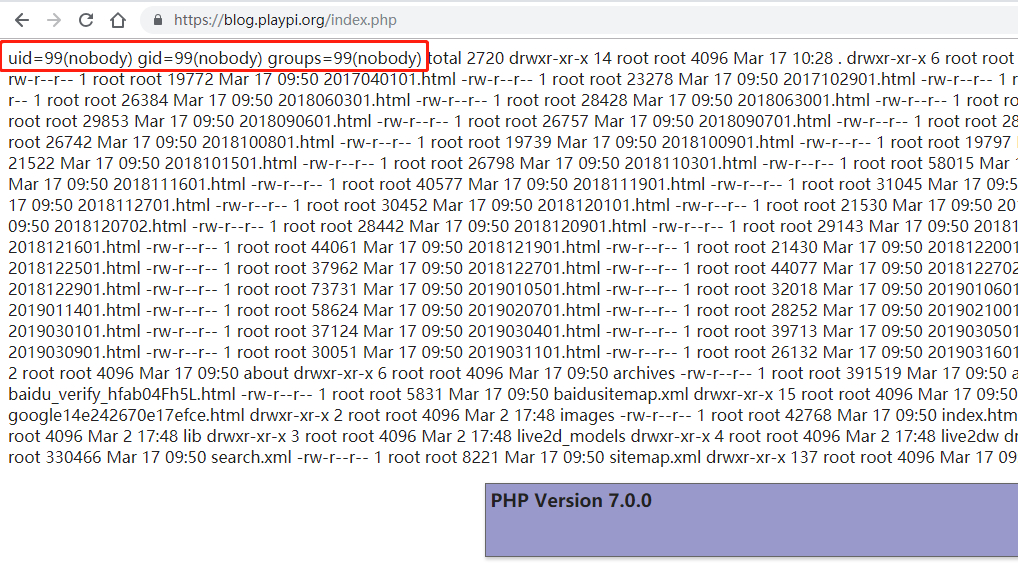 https://blog.playpi.org/index.php
uid=99(nobody) gid=99(nobody) groups=99(nobody) total 2720 drwxr-xr-x 14 root root 4096 Mar 17 10:28 . drwxr-xr-x 6 root root
rw-r--r-- 1 root root 19772 Mar 17 09:50 2017040101.html -rw-r--r-- 1 root root 23278 Mar 17 09:50 2017102901.html -rw-r--r-- 1 r
r-- 1 root root 26384 Mar 17 09:50 2018060301.html -rw-r--r-- 1 root root 28428 Mar 17 09:50 2018063001.html -rw-r--r-- 1 root ro
root root 29853 Mar 17 09:50 2018090601.html -rw-r--r-- 1 root root 26757 Mar 17 09:50 2018090701.html -rw-r--r-- 1 root root 28
root 26742 Mar 17 09:50 2018100801.html -rw-r--r-- 1 root root 19739 Mar 17 09:50 2018100901.html -rw-r--r-- 1 root root 19797
21522 Mar 17 09:50 2018101501.html -rw-r--r-- 1 root root 26798 Mar 17 09:50 2018110301.html -rw-r--r-- 1 root root 58015 Mar 1
Mar 17 09:50 2018111601.html -rw-r--r-- 1 root root 40577 Mar 17 09:50 2018111901.html -rw-r--r-- 1 root root 31045 Mar 17 09:5
17 09:50 2018112701.html -rw-r--r-- 1 root root 30452 Mar 17 09:50 2018120101.html -rw-r--r-- 1 root root 21530 Mar 17 09:50 201
09:50 2018120702.html -rw-r--r-- 1 root root 28442 Mar 17 09:50 2018120901.html -rw-r--r-- 1 root root 29143 Mar 17 09:50 20181
2018121601.html -rw-r--r-- 1 root root 44061 Mar 17 09:50 2018121901.html -rw-r--r-- 1 root root 21430 Mar 17 09:50 2018122001
2018122501.html -rw-r--r-- 1 root root 37962 Mar 17 09:50 2018122701.html -rw-r--r-- 1 root root 44077 Mar 17 09:50 2018122702
2018122901.html -rw-r--r-- 1 root root 73731 Mar 17 09:50 2019010501.html -rw-r--r-- 1 root root 32018 Mar 17 09:50 2019010601
2019011401.html -rw-r--r-- 1 root root 58624 Mar 17 09:50 2019020701.html -rw-r--r-- 1 root root 28252 Mar 17 09:50 2019021001
2019030101.html -rw-r--r-- 1 root root 37124 Mar 17 09:50 2019030401.html -rw-r--r-- 1 root root 39713 Mar 17 09:50 2019030501
2019030901.html -rw-r--r-- 1 root root 30051 Mar 17 09:50 2019031101.html -rw-r--r-- 1 root root 26132 Mar 17 09:50 2019031601
2 root root 4096 Mar 17 09:50 about drwxr-xr-x 6 root root 4096 Mar 17 09:50 archives -rw-r--r-- 1 root root 391519 Mar 17 09:50 a
baidu_verify_hfab04Fh5L.html -rw-r--r-- 1 root root 5831 Mar 17 09:50 baidusitemap.xml drwxr-xr-x 15 root root 4096 Mar 17 09:50
google14e242670e17efce.html drwxr-xr-x 2 root root 4096 Mar 2 17:48 images -rw-r--r-- 1 root root 42768 Mar 17 09:50 index.htm
root 4096 Mar 2 17:48 lib drwxr-xr-x 3 root root 4096 Mar 2 17:48 live2d_models drwxr-xr-x 4 root root 4096 Mar 2 17:48 live2dw dr
root 330466 Mar 17 09:50 search.xml -rw-r--r-- 1 root root 8221 Mar 17 09:50 sitemap.xml drwxr-xr-x 137 root root 4096 Mar 17 09
PHP Version 7.0.0